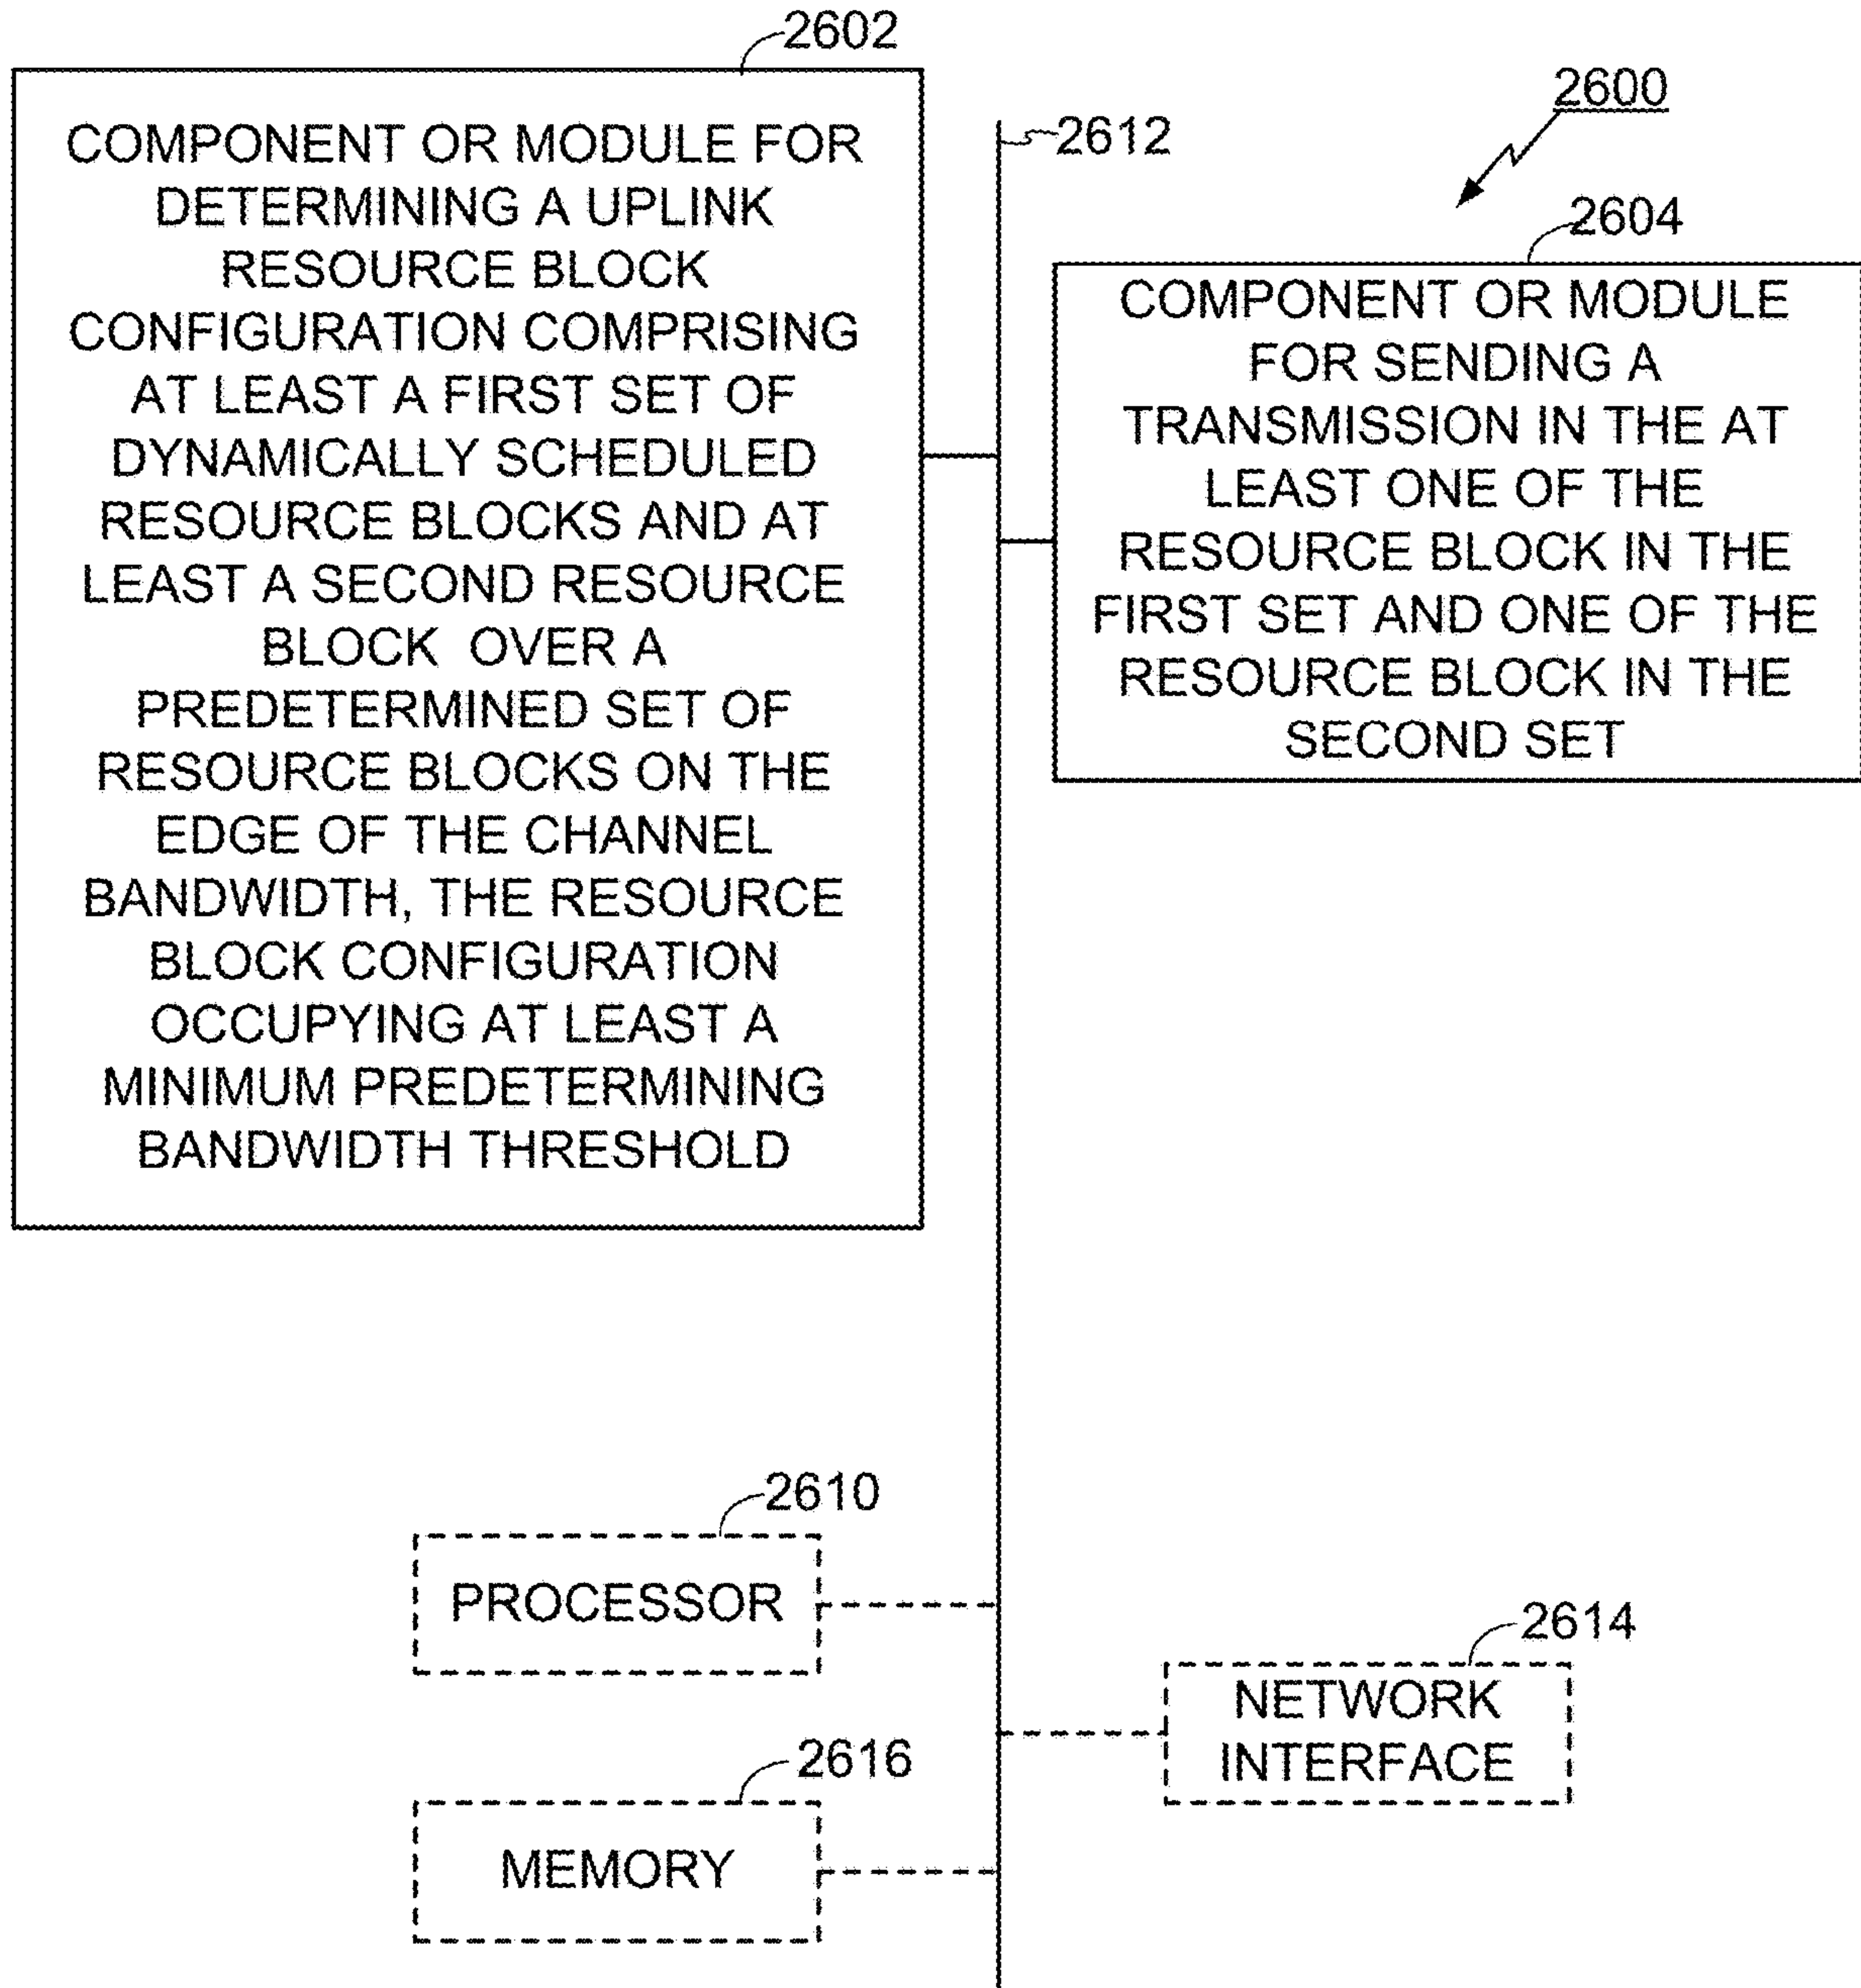 2602
COMPONENT OR MODULE FOR
DETERMINING A UPLINK
RESOURCE BLOCK
CONFIGURATION COMPRISING
AT LEAST A FIRST SET OF
DYNAMICALLY SCHEDULED
RESOURCE BLOCKS AND AT
LEAST A SECOND RESOURCE
BLOCK OVER A
PREDETERMINED SET OF
RESOURCE BLOCKS ON THE
EDGE OF THE CHANNEL
BANDWIDTH, THE RESOURCE
BLOCK CONFIGURATION
OCCUPYING AT LEAST A
MINIMUM PREDETERMINING
BANDWIDTH THRESHOLD
2612
2600
2604
COMPONENT OR MODULE
FOR SENDING A
TRANSMISSION IN THE AT
LEAST ONE OF THE
RESOURCE BLOCK IN THE
FIRST SET AND ONE OF THE
RESOURCE BLOCK IN THE
SECOND SET
2610
PROCESSOR
2614
NETWORK
INTERFACE
2616
MEMORY